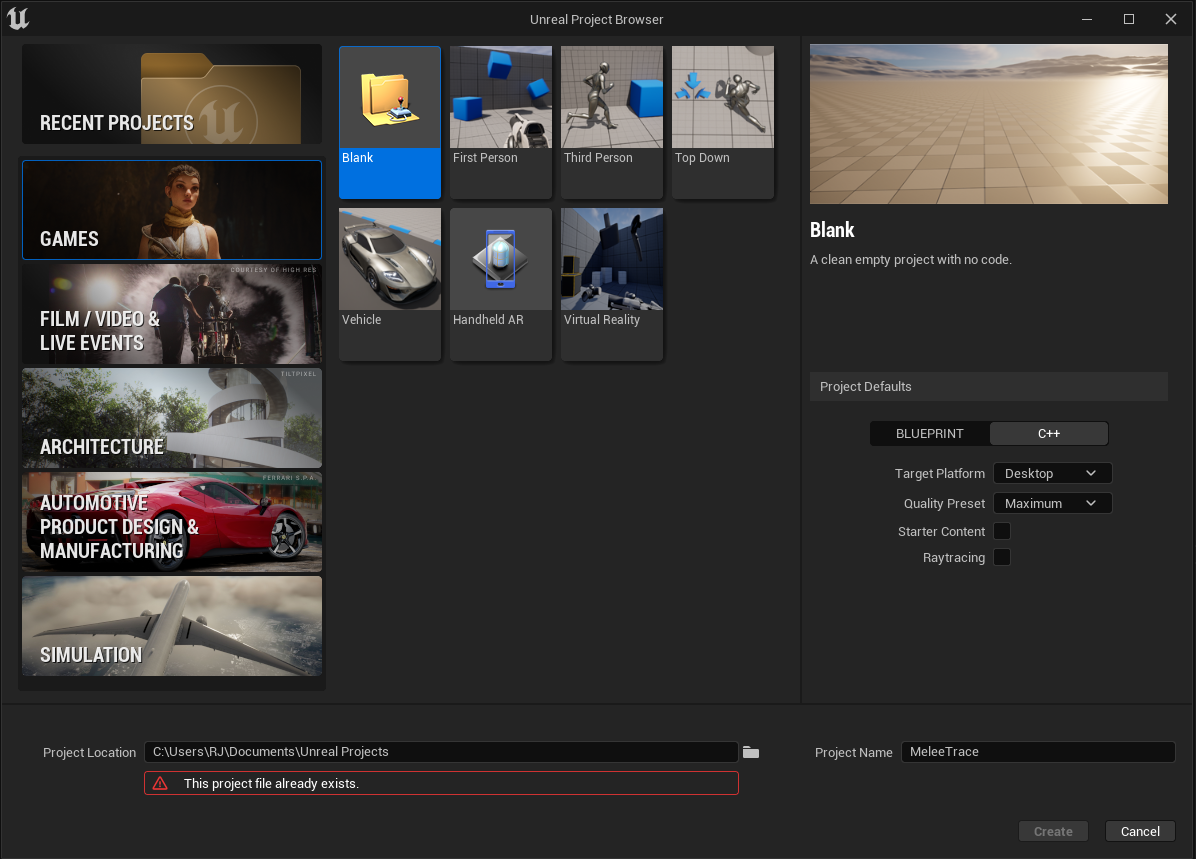 Unreal Project Browser
RECENT PROJECTS
GAMES
COURTESY OF HIGH RES
FILM / VIDEO &
LIVE EVENTS
TILTPIXEL
ARCHITECTURE
FERRARI S.P.A.
AUTOMOTIVE
PRODUCT DESIGN &
MANUFACTURING
SIMULATION
Blank
First Person
Third Person
Top Down
Vehicle
Handheld AR
Virtual Reality
Blank
A clean empty project with no code.
Project Defaults
BLUEPRINT
C++
Target Platform
Desktop
Quality Preset
Maximum
Starter Content
Raytracing
Project Location
C:\Users\RJ\Documents\Unreal Projects
This project file already exists.
Project Name
MeleeTrace
Create
Cancel